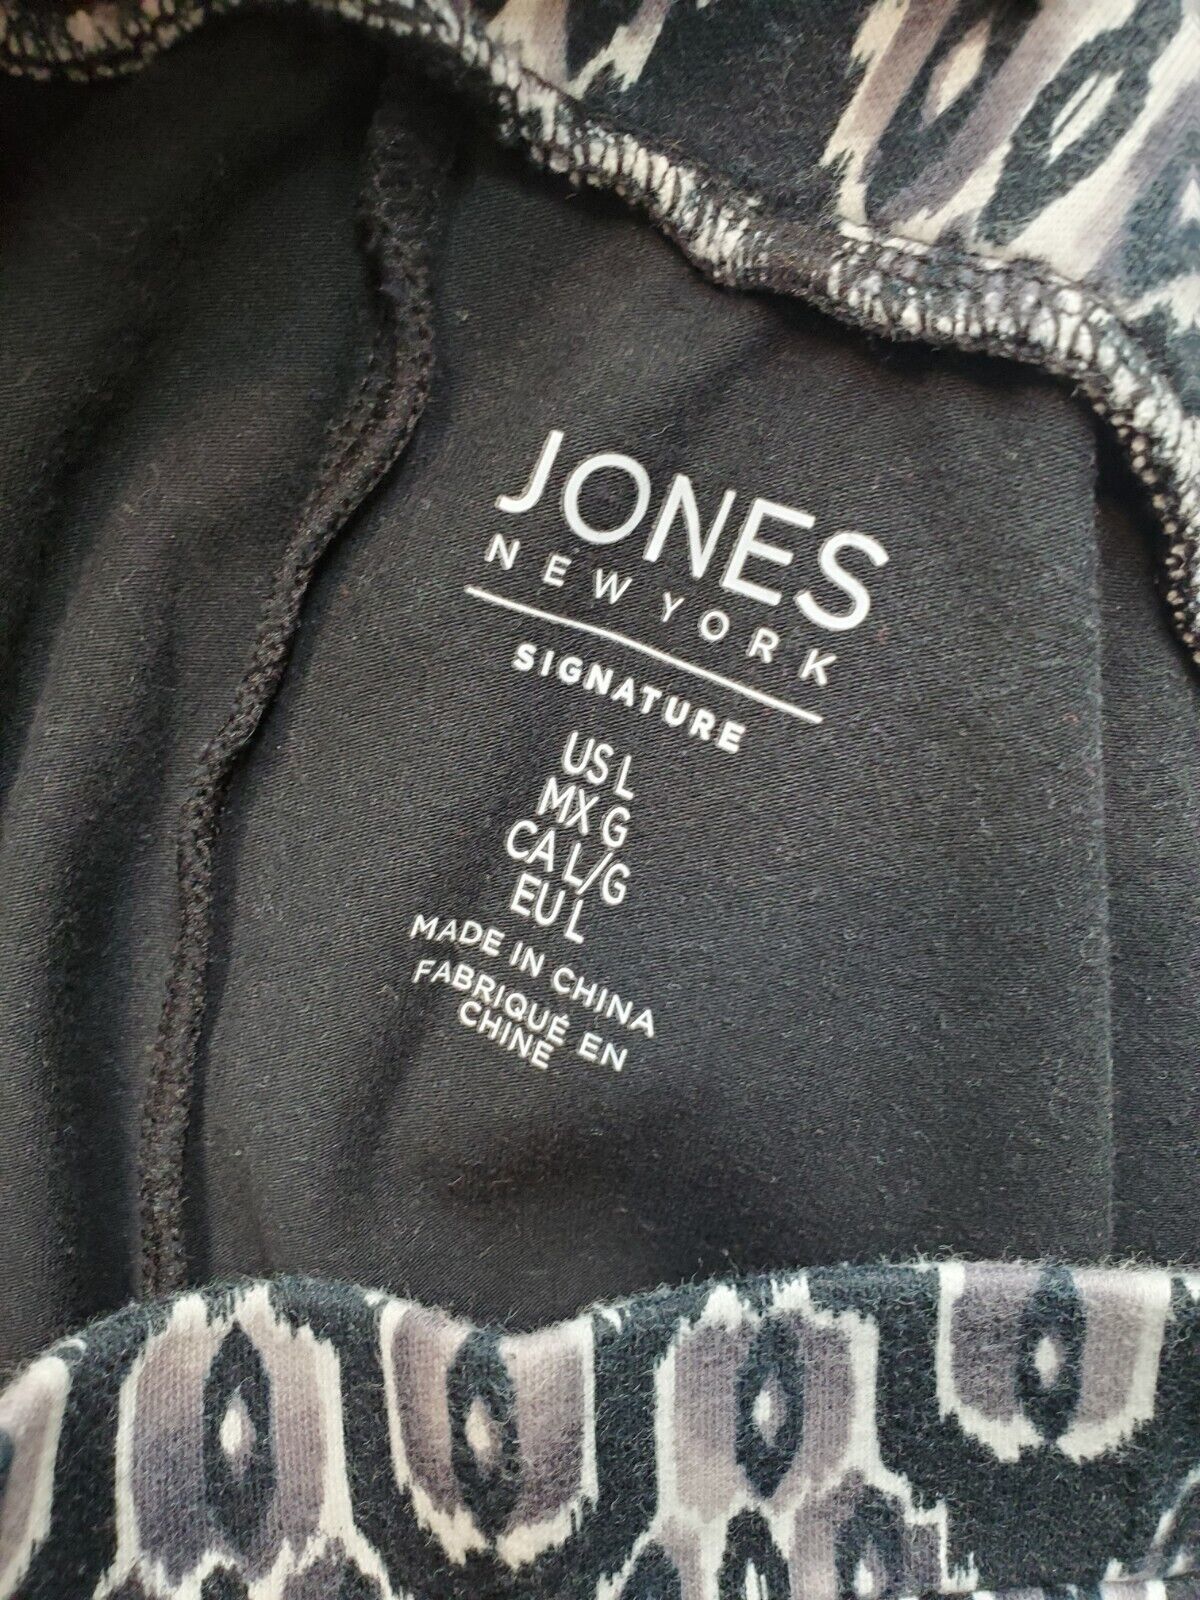 JONES
NEW YORK
SIGNATURE
US L
MX G
CA L/G
EU L
MADE IN CHINA
FABRIQUÉ EN
CHINE